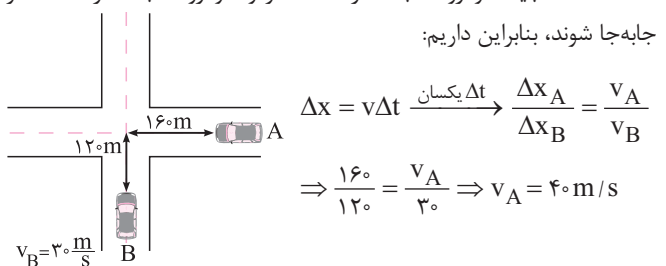 جابه‌جا شوند، بنابراین داریم:
Δx = vΔt ⟶ (Δt یکسان) Δx_A / Δx_B = v_A / v_B
⇒ ۱۶۰ / ۱۲۰ = v_A / ۳۰ ⇒ v_A = ۴۰ m/s
۱۶۰m
A
۱۲۰m
v_B = ۳۰ m/s
B